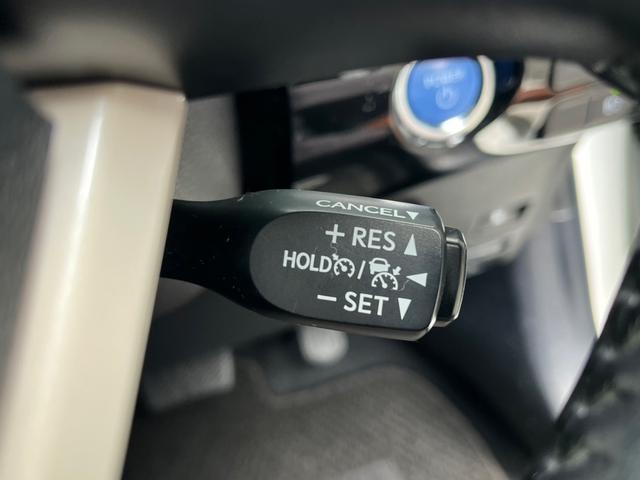 CANCEL▼
+ RES ▲
HOLD / ◀
− SET ▼